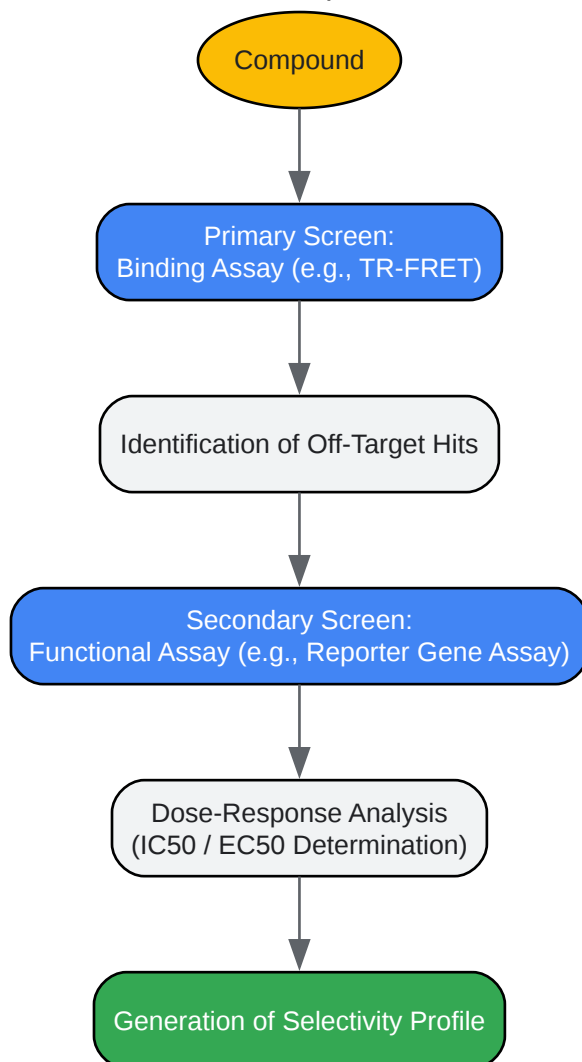 Compound
Primary Screen:
Binding Assay (e.g., TR-FRET)
Identification of Off-Target Hits
Secondary Screen:
Functional Assay (e.g., Reporter Gene Assay)
Dose-Response Analysis
(IC50 / EC50 Determination)
Generation of Selectivity Profile